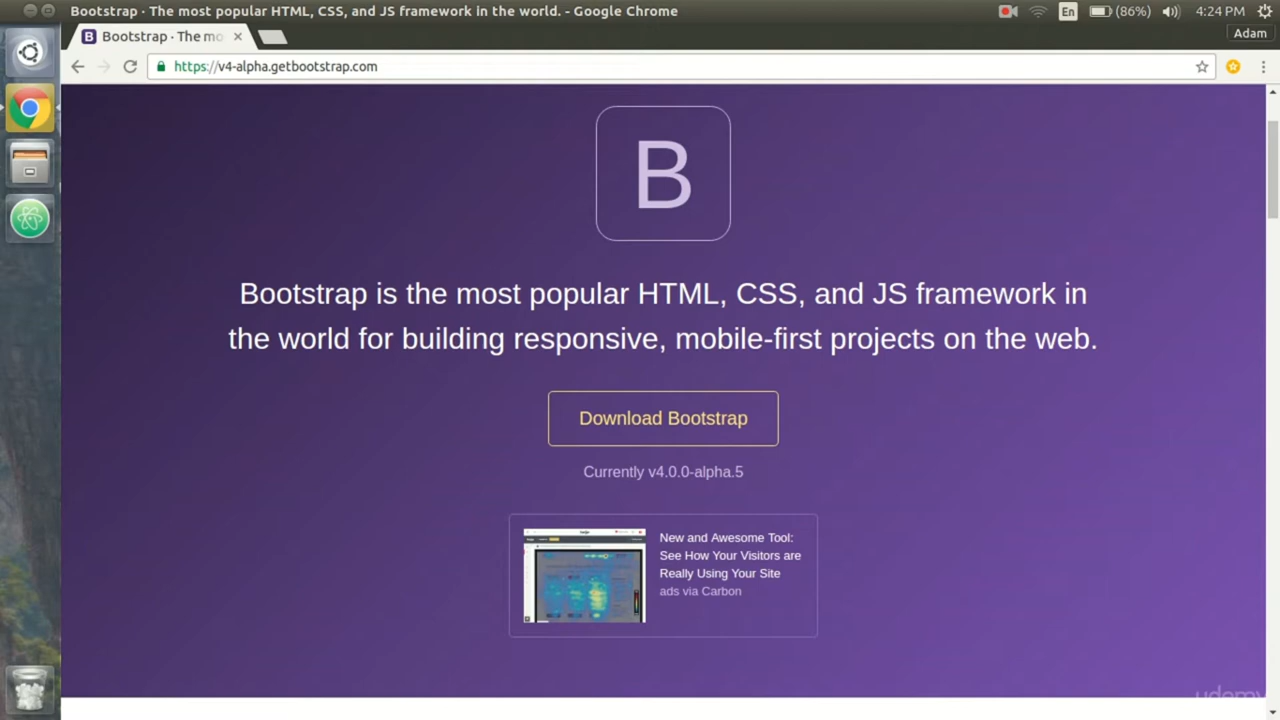 Bootstrap · The most popular HTML, CSS, and JS framework in the world. - Google Chrome
En
(86%)
4:24 PM
Bootstrap · The mo
Adam
https://v4-alpha.getbootstrap.com
B
Bootstrap is the most popular HTML, CSS, and JS framework in
the world for building responsive, mobile-first projects on the web.
Download Bootstrap
Currently v4.0.0-alpha.5
New and Awesome Tool:
See How Your Visitors are
Really Using Your Site
ads via Carbon
udemy